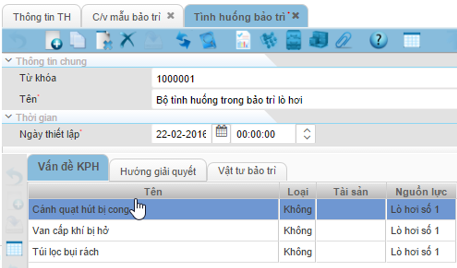 Thông tin TH C/v mẫu bảo trì Tình huống bảo trì*
Thông tin chung
Từ khóa 1000001
Tên* Bộ tình huống trong bảo trì lò hơi
Thời gian
Ngày thiết lập* 22-02-2016 00:00:00
Vấn đề KPH Hướng giải quyết Vật tư bảo trì
Tên Loại Tài sản Nguồn lực
Cánh quạt hút bị cong Không Lò hơi số 1
Van cấp khí bị hở Không Lò hơi số 1
Túi lọc bụi rách Không Lò hơi số 1